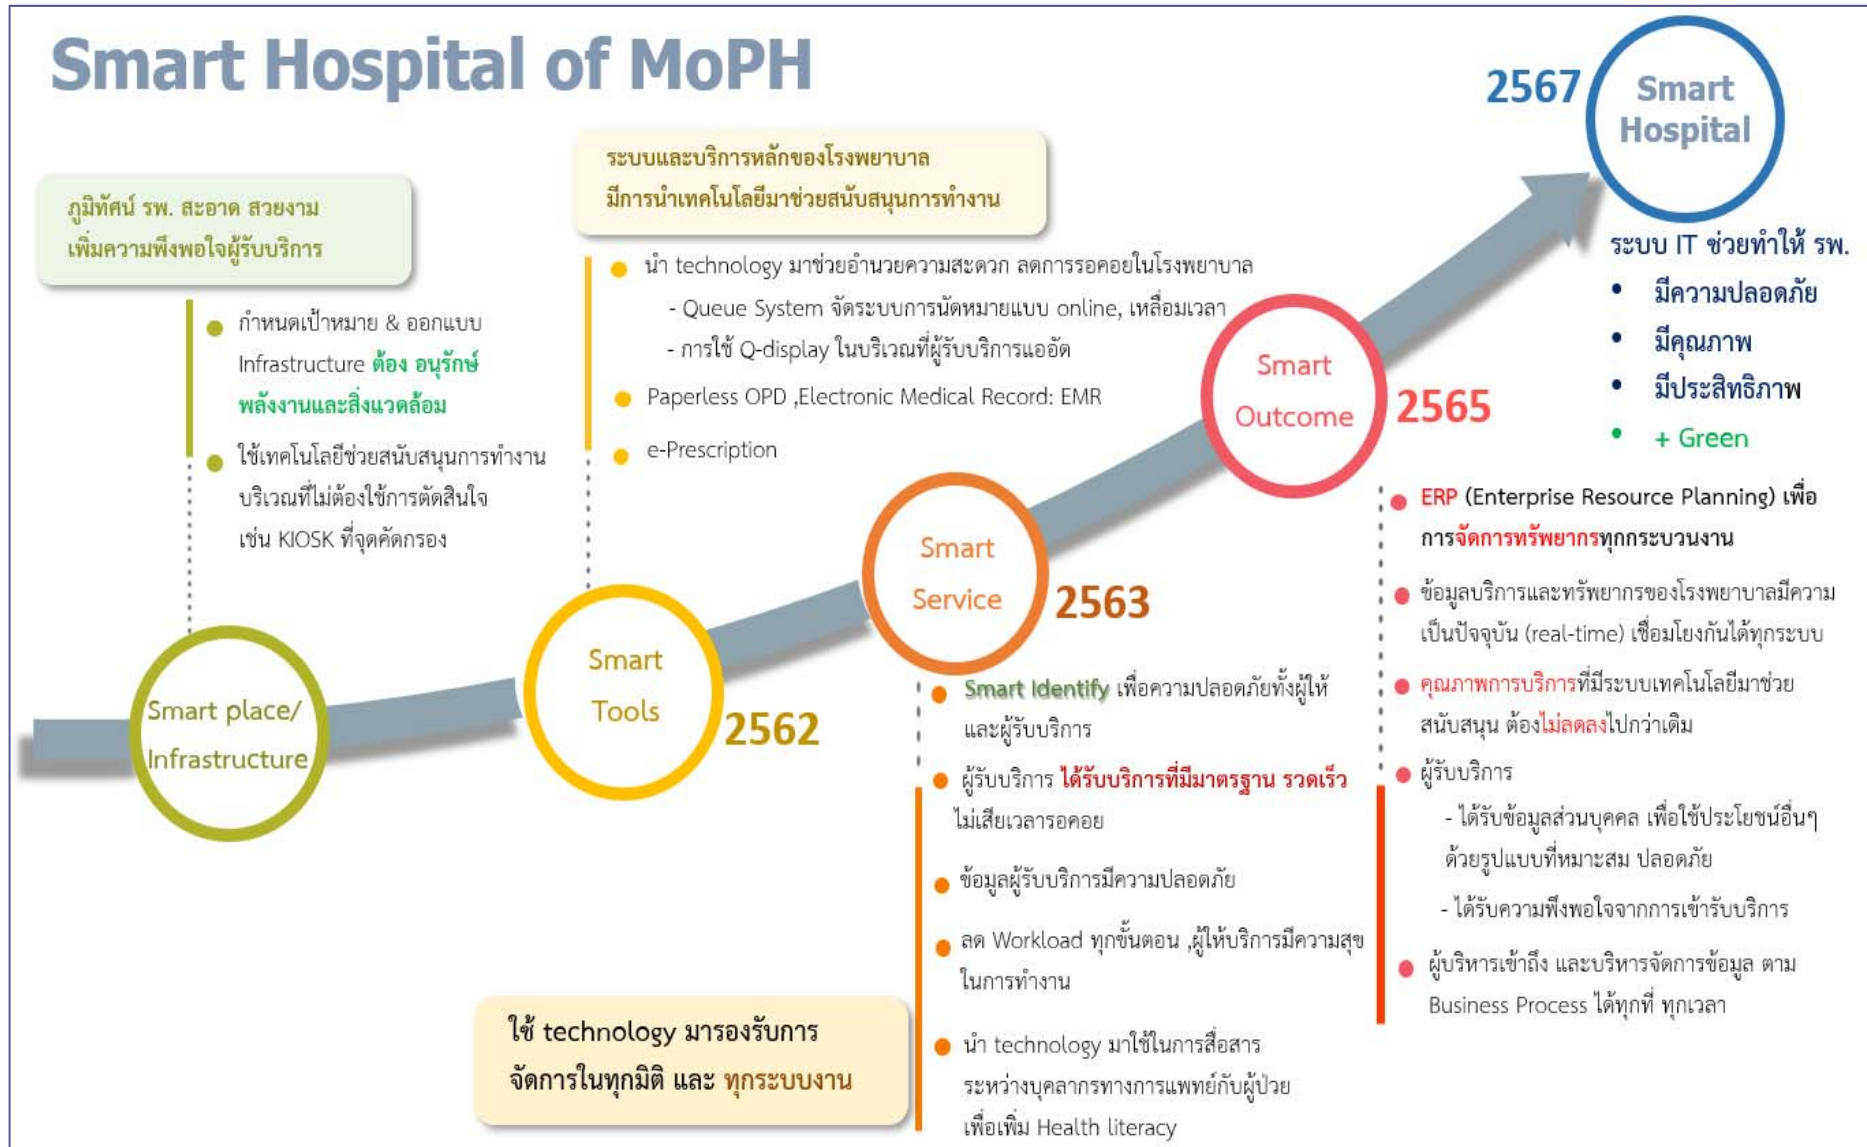 Smart Hospital of MoPH
2567
Smart
Hospital
ภูมิทัศน์ รพ. สะอาด สวยงาม
เพิ่มความพึงพอใจผู้รับบริการ
ระบบและบริการหลักของโรงพยาบาล
มีการนำเทคโนโลยีมาช่วยสนับสนุนการทำงาน
กำหนดเป้าหมาย & ออกแบบ
Infrastructure ต้อง อนุรักษ์
พลังงานและสิ่งแวดล้อม
ใช้เทคโนโลยีช่วยสนับสนุนการทำงาน
บริเวณที่ไม่ต้องใช้การตัดสินใจ
เช่น KIOSK ที่จุดคัดกรอง
นำ technology มาช่วยอำนวยความสะดวก ลดการรอคอยในโรงพยาบาล
- Queue System จัดระบบการนัดหมายแบบ online, เหลื่อมเวลา
- การใช้ Q-display ในบริเวณที่ผู้รับบริการแออัด
Paperless OPD ,Electronic Medical Record: EMR
e-Prescription
ระบบ IT ช่วยทำให้ รพ.
• มีความปลอดภัย
• มีคุณภาพ
• มีประสิทธิภาพ
• + Green
Smart place/
Infrastructure
Smart
Tools
2562
Smart
Service
2563
Smart
Outcome
2565
Smart Identify เพื่อความปลอดภัยทั้งผู้ให้
และผู้รับบริการ
ผู้รับบริการ ได้รับบริการที่มีมาตรฐาน รวดเร็ว
ไม่เสียเวลารอคอย
ข้อมูลผู้รับบริการมีความปลอดภัย
ลด Workload ทุกขั้นตอน ,ผู้ให้บริการมีความสุข
ในการทำงาน
นำ technology มาใช้ในการสื่อสาร
ระหว่างบุคลากรทางการแพทย์กับผู้ป่วย
เพื่อเพิ่ม Health literacy
ใช้ technology มารองรับการ
จัดการในทุกมิติ และ ทุกระบบงาน
ERP (Enterprise Resource Planning) เพื่อ
การจัดการทรัพยากรทุกกระบวนงาน
ข้อมูลบริการและทรัพยากรของโรงพยาบาลมีความ
เป็นปัจจุบัน (real-time) เชื่อมโยงกันได้ทุกระบบ
คุณภาพการบริการที่มีระบบเทคโนโลยีมาช่วย
สนับสนุน ต้องไม่ลดลงไปกว่าเดิม
ผู้รับบริการ
- ได้รับข้อมูลส่วนบุคคล เพื่อใช้ประโยชน์อื่นๆ
ด้วยรูปแบบที่หมาะสม ปลอดภัย
- ได้รับความพึงพอใจจากการเข้ารับบริการ
ผู้บริหารเข้าถึง และบริหารจัดการข้อมูล ตาม
Business Process ได้ทุกที่ ทุกเวลา